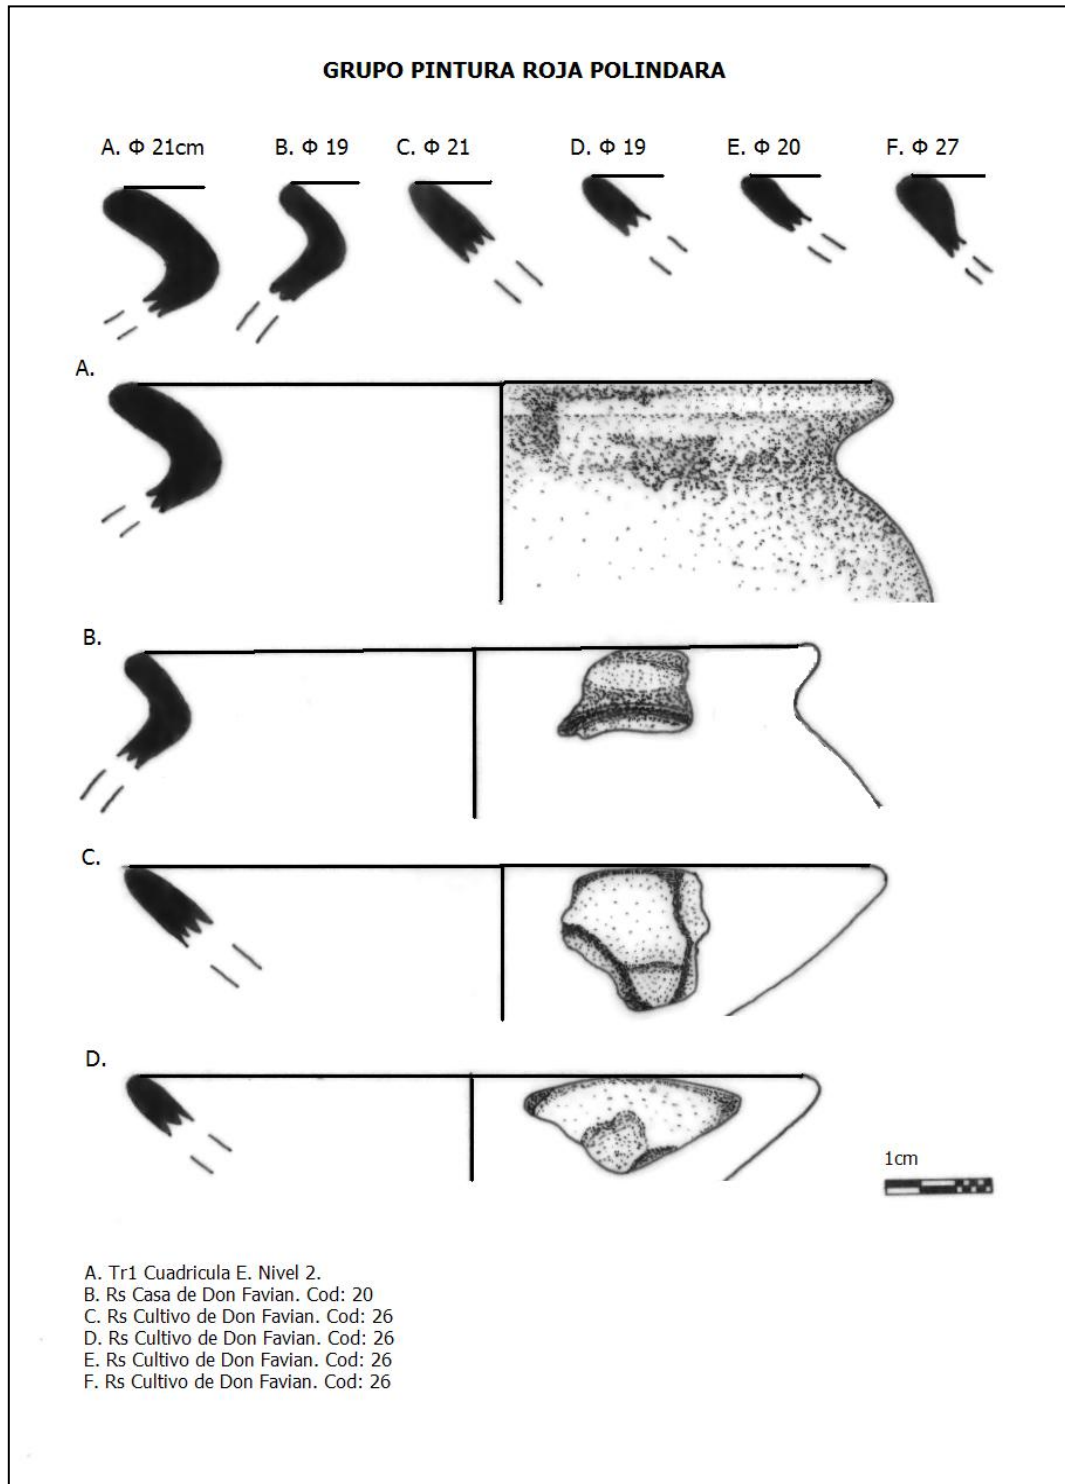 GRUPO PINTURA ROJA POLINDARA
A. Φ 21cm B. Φ 19 C. Φ 21 D. Φ 19 E. Φ 20 F. Φ 27
A.
B.
C.
D.
1cm
A. Tr1 Cuadricula E. Nivel 2.
B. Rs Casa de Don Favian. Cod: 20
C. Rs Cultivo de Don Favian. Cod: 26
D. Rs Cultivo de Don Favian. Cod: 26
E. Rs Cultivo de Don Favian. Cod: 26
F. Rs Cultivo de Don Favian. Cod: 26